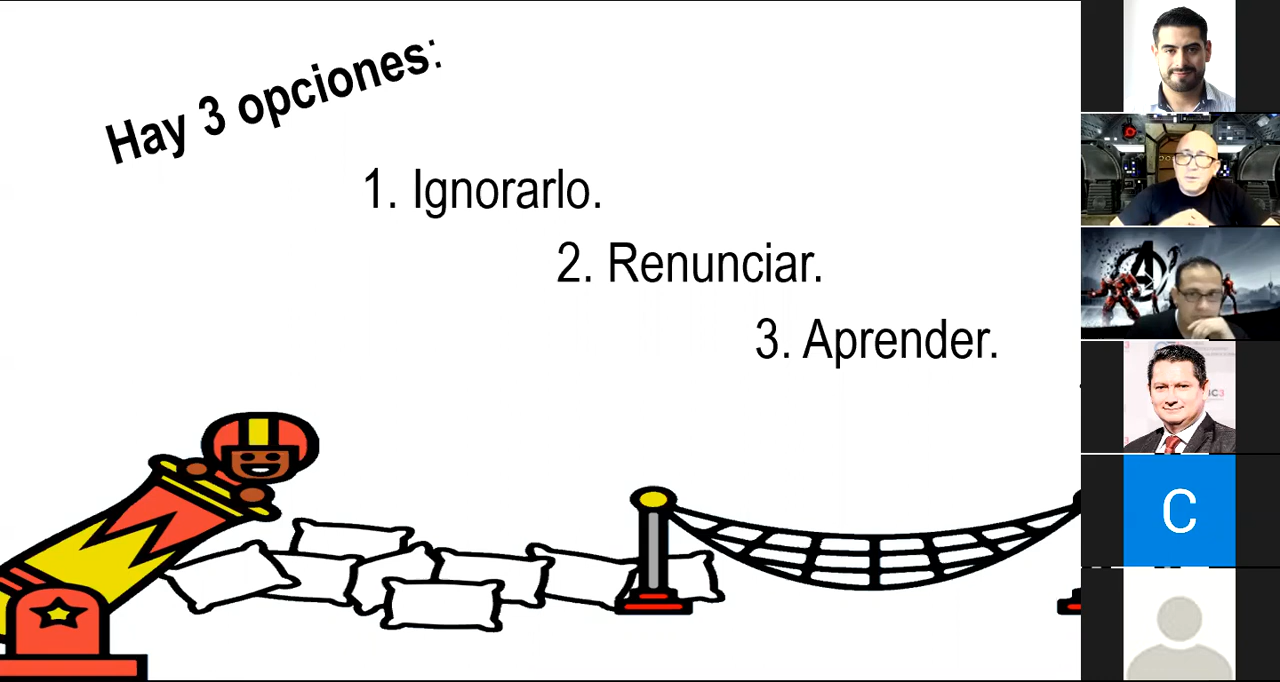 Hay 3 opciones:
1. Ignorarlo.
2. Renunciar.
3. Aprender.
C